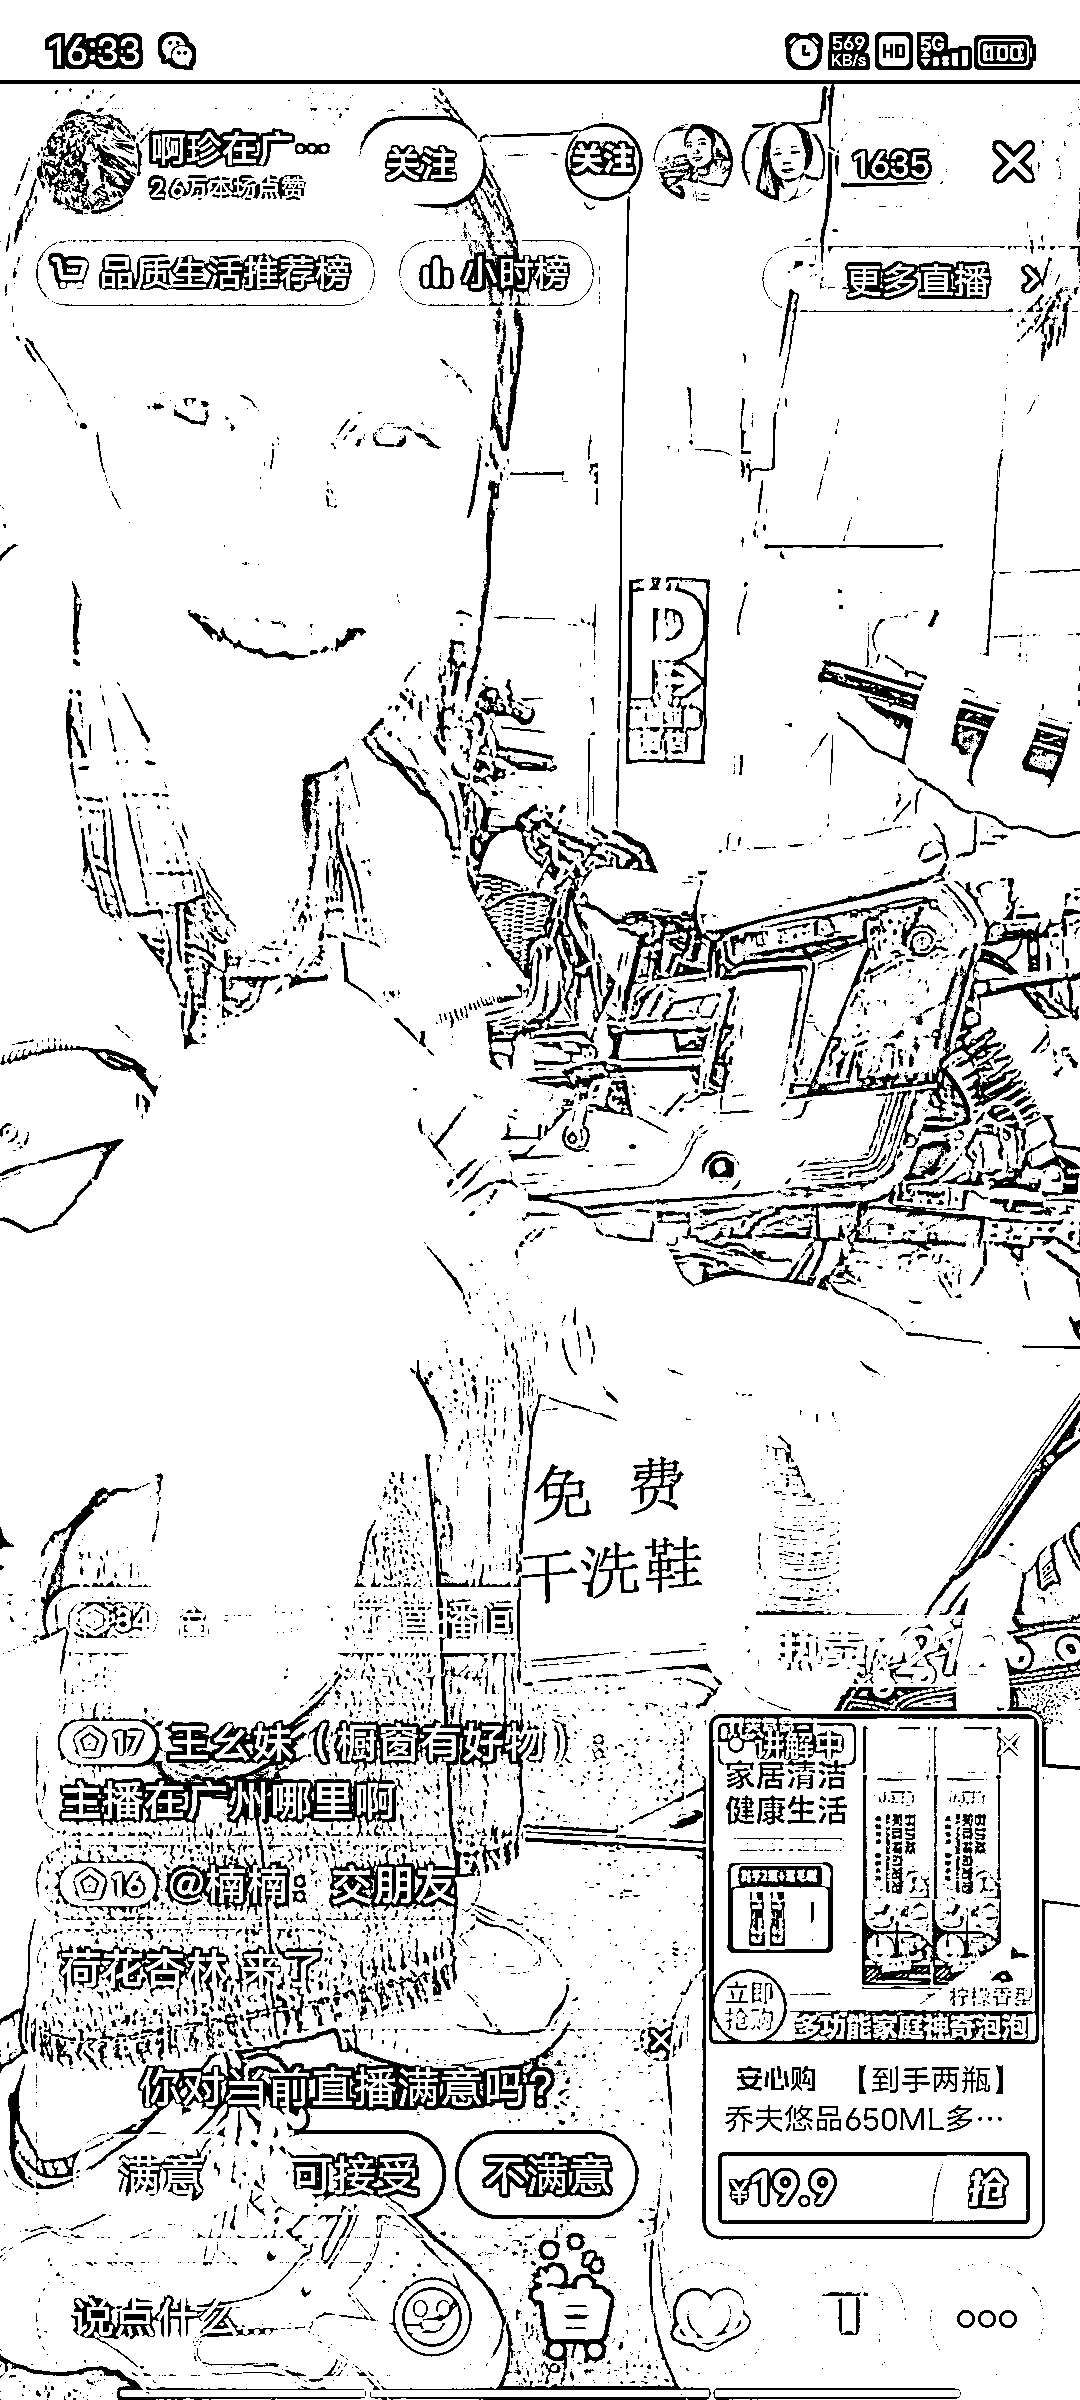 16:33
569 KB/s HD 5G 100
啊珍在广…
26万本场点赞
关注
关注
1635
品质生活推荐榜
小时榜
更多直播
P
免 费
干洗鞋
84
直播间
17 王幺妹（橱窗有好物）
主播在广州哪里啊
16 @楠楠： 交朋友
荷花杏林 来了
你对当前直播满意吗？
满意
可接受
不满意
讲解中
家居清洁
健康生活
立即
抢购
柠檬香型
多功能家庭神奇泡泡
安心购 【到手两瓶】
乔夫悠品650ML多…
¥19.9
抢
说点什么...